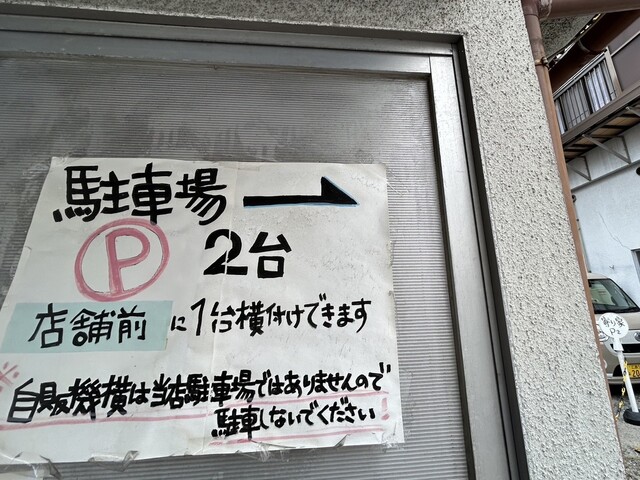 駐車場
P 2台
店舗前に1台横付けできます
※自販機横は当店駐車場ではありませんので
駐車しないでください!
P2
20